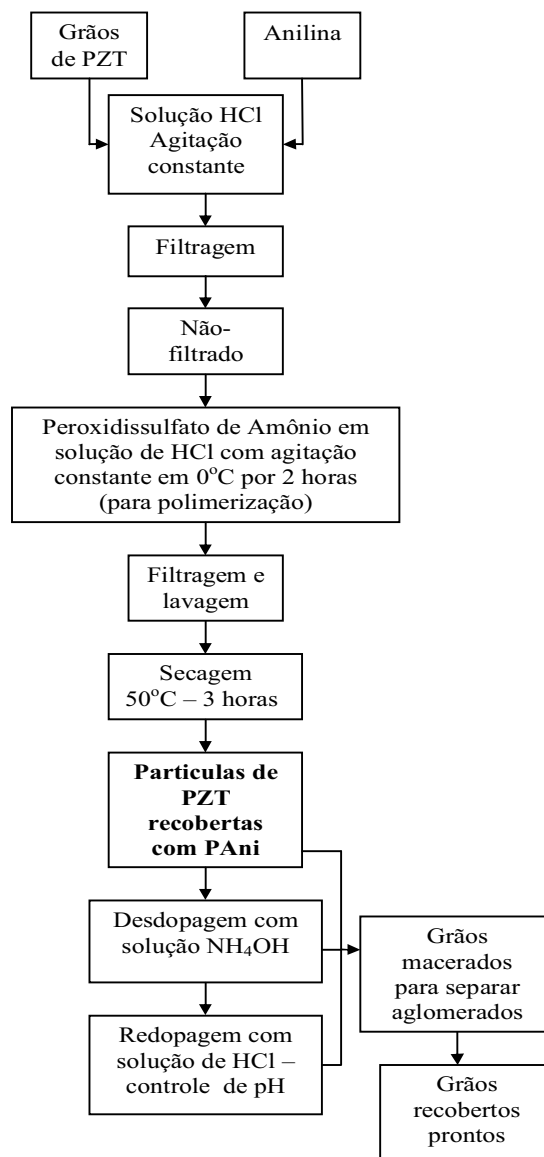 Grãos
de PZT
Anilina
Solução HCl
Agitação
constante
Filtragem
Não-
filtrado
Peroxidissulfato de Amônio em
solução de HCl com agitação
constante em 0°C por 2 horas
(para polimerização)
Filtragem e
lavagem
Secagem
50°C – 3 horas
Particulas de
PZT
recobertas
com PAni
Desdopagem com
solução NH₄OH
Redopagem com
solução de HCl –
controle de pH
Grãos
macerados
para separar
aglomerados
Grãos
recobertos
prontos